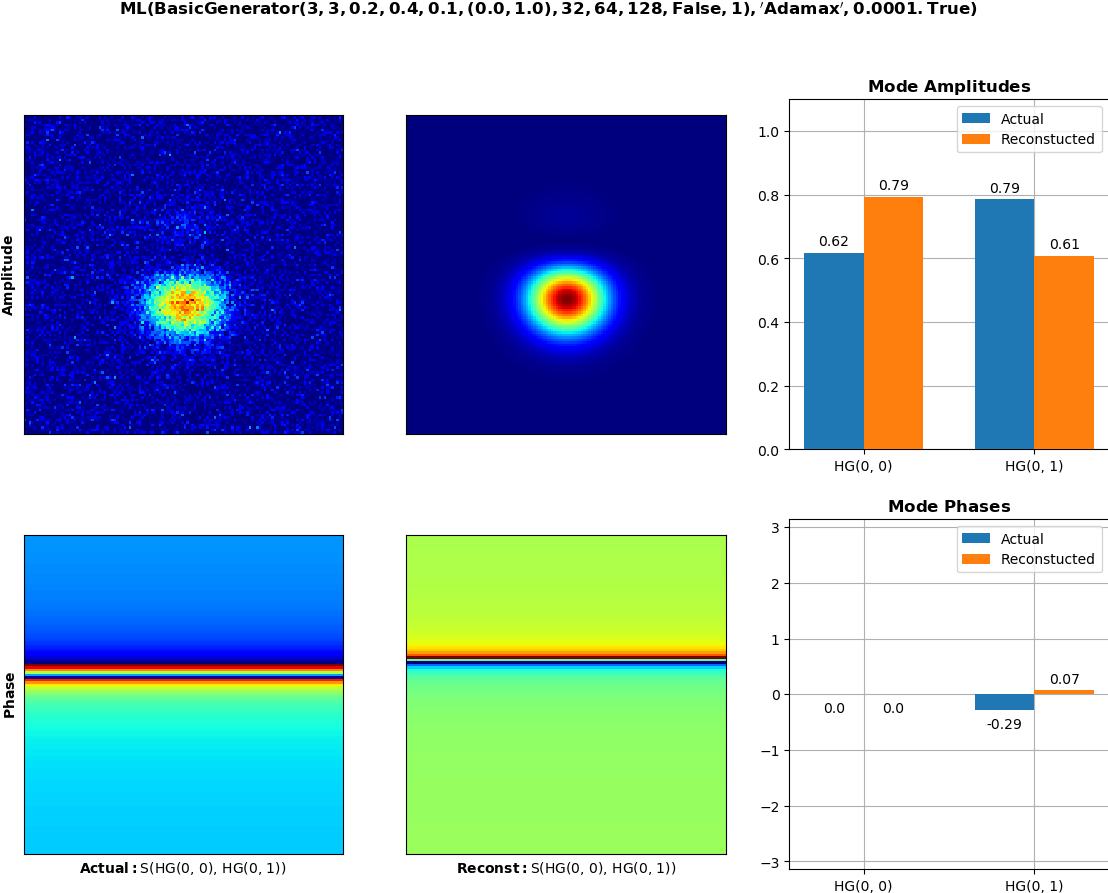 ML(BasicGenerator(3, 3, 0.2, 0.4, 0.1, (0.0, 1.0), 32, 64, 128, False, 1), ′Adamax′, 0.0001. True)
Mode Amplitudes
Amplitude
1.0
0.8
0.6
0.4
0.2
0.0
Actual
Reconstucted
0.62
0.79
0.79
0.61
HG(0, 0)
HG(0, 1)
Mode Phases
Phase
3
2
1
0
−1
−2
−3
Actual
Reconstucted
0.0
0.0
-0.29
0.07
HG(0, 0)
HG(0, 1)
Actual: S(HG(0, 0), HG(0, 1))
Reconst: S(HG(0, 0), HG(0, 1))